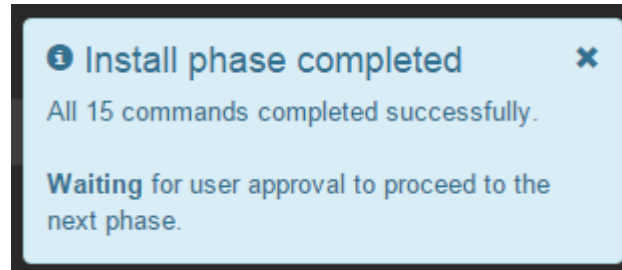 Install phase completed
All 15 commands completed successfully.
Waiting for user approval to proceed to the
next phase.